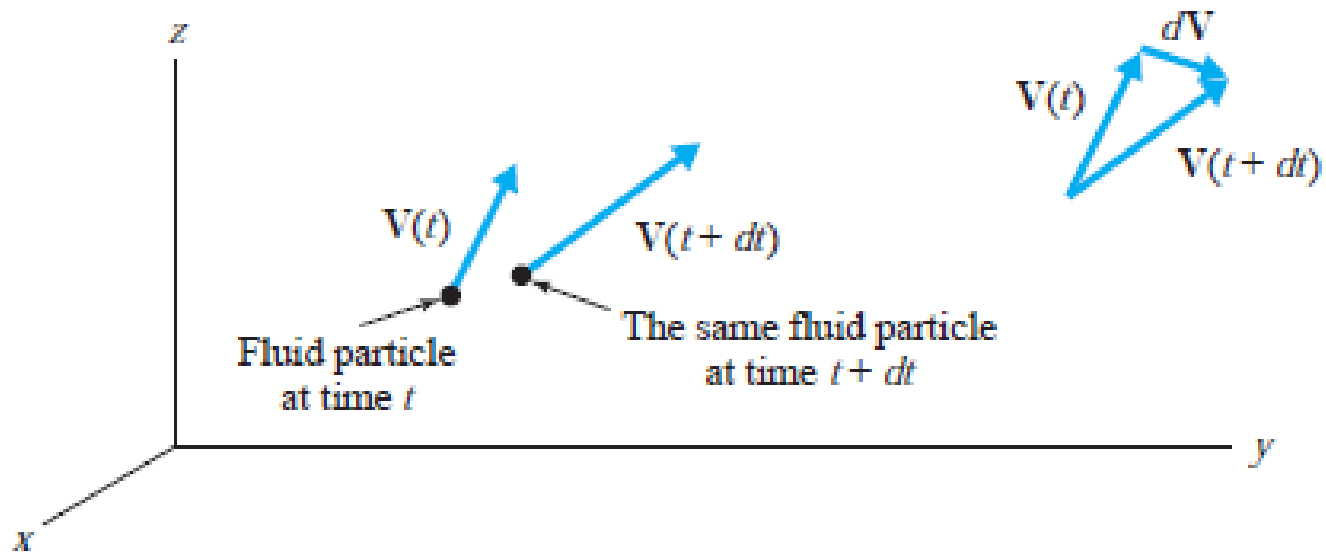 z
dV
V(t)
V(t + dt)
V(t)
V(t + dt)
Fluid particle
at time t
The same fluid particle
at time t + dt
y
x